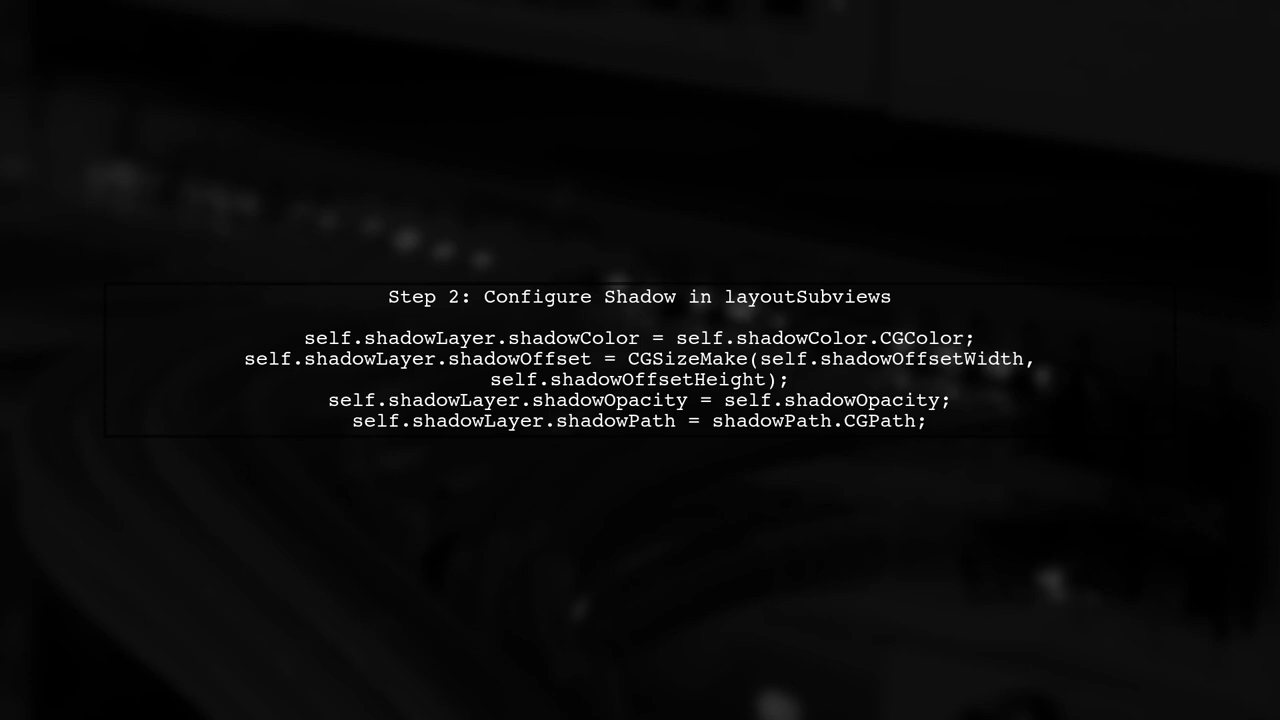 Step 2: Configure Shadow in layoutSubviews
self.shadowLayer.shadowColor = self.shadowColor.CGColor;
self.shadowLayer.shadowOffset = CGSizeMake(self.shadowOffsetWidth,
self.shadowOffsetHeight);
self.shadowLayer.shadowOpacity = self.shadowOpacity;
self.shadowLayer.shadowPath = shadowPath.CGPath;